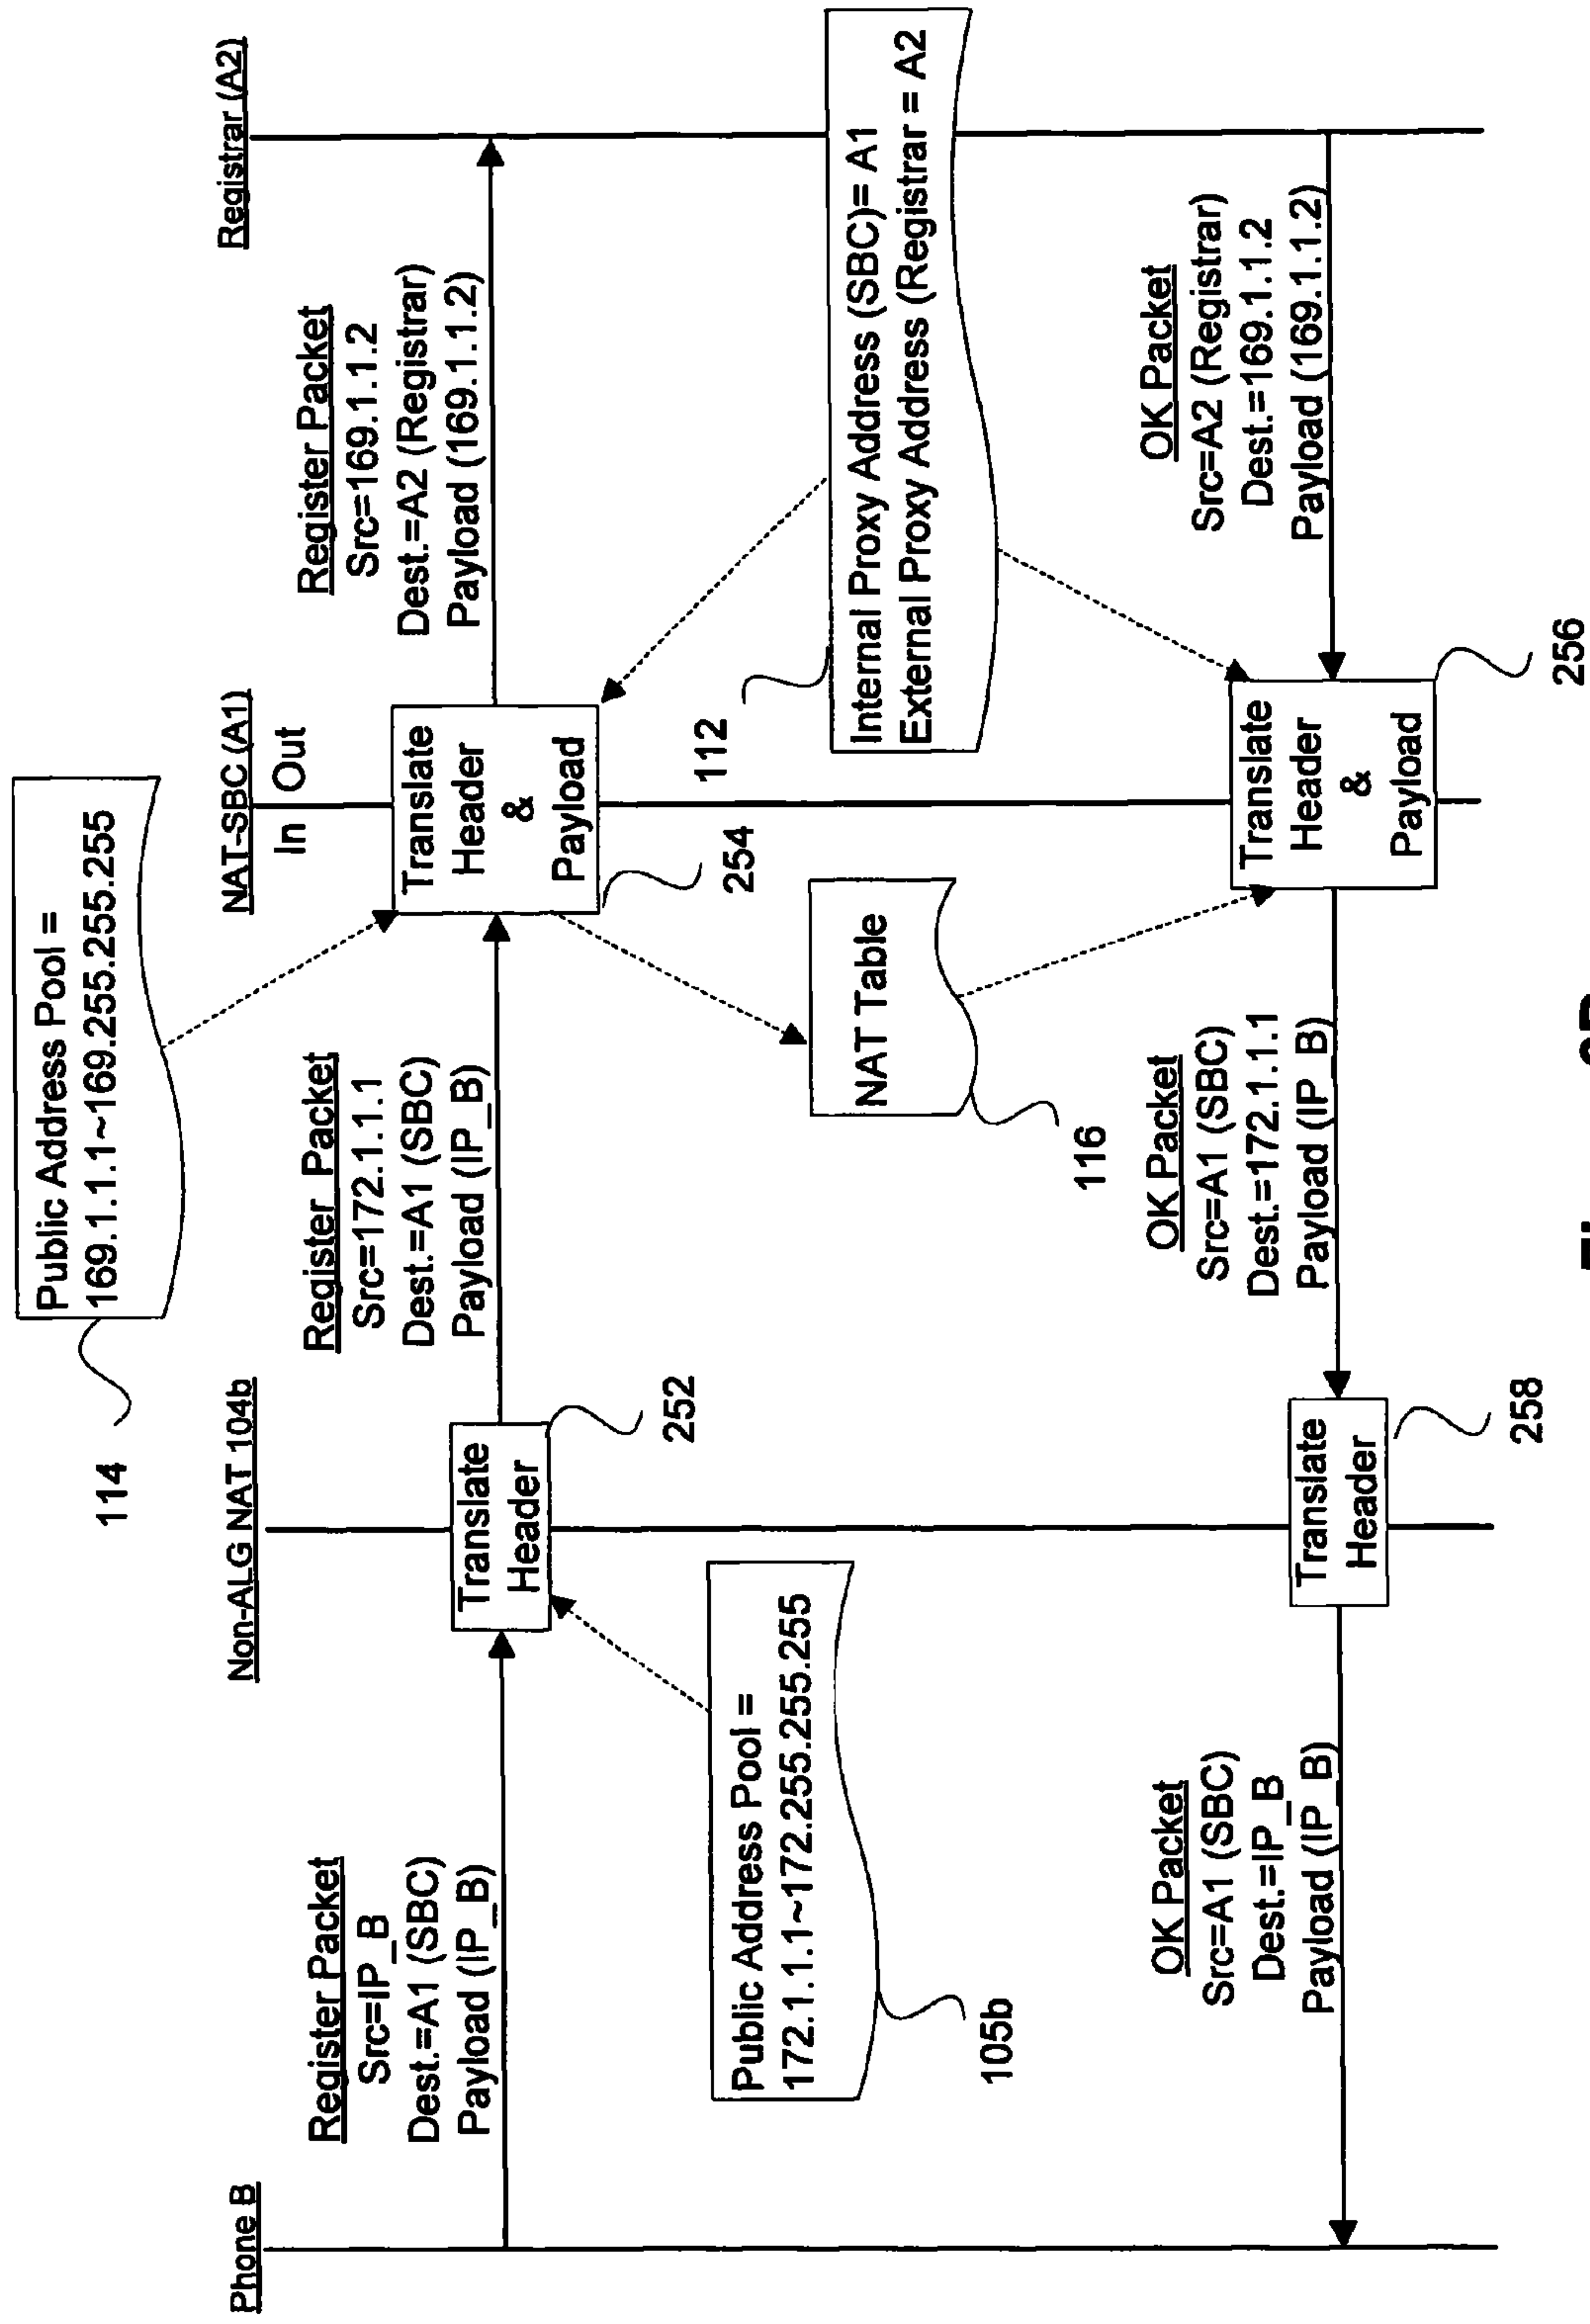 Phone B
Non-ALG NAT 104b
NAT-SBC (A1)
In Out
Registrar (A2)
114
Public Address Pool =
169.1.1.1~169.255.255.255
Register Packet
Src=IP_B
Dest.=A1 (SBC)
Payload (IP_B)
Translate
Header
252
Register Packet
Src=172.1.1.1
Dest.=A1 (SBC)
Payload (IP_B)
Translate
Header
&
Payload
254
Register Packet
Src=169.1.1.2
Dest.=A2 (Registrar)
Payload (169.1.1.2)
Public Address Pool =
172.1.1.1~172.255.255.255
105b
NAT Table
116
112
Internal Proxy Address (SBC)= A1
External Proxy Address (Registrar = A2
OK Packet
Src=A1 (SBC)
Dest.=IP_B
Payload (IP_B)
Translate
Header
258
OK Packet
Src=A1 (SBC)
Dest.=172.1.1.1
Payload (IP_B)
Translate
Header
&
Payload
256
OK Packet
Src=A2 (Registrar)
Dest.=169.1.1.2
Payload (169.1.1.2)